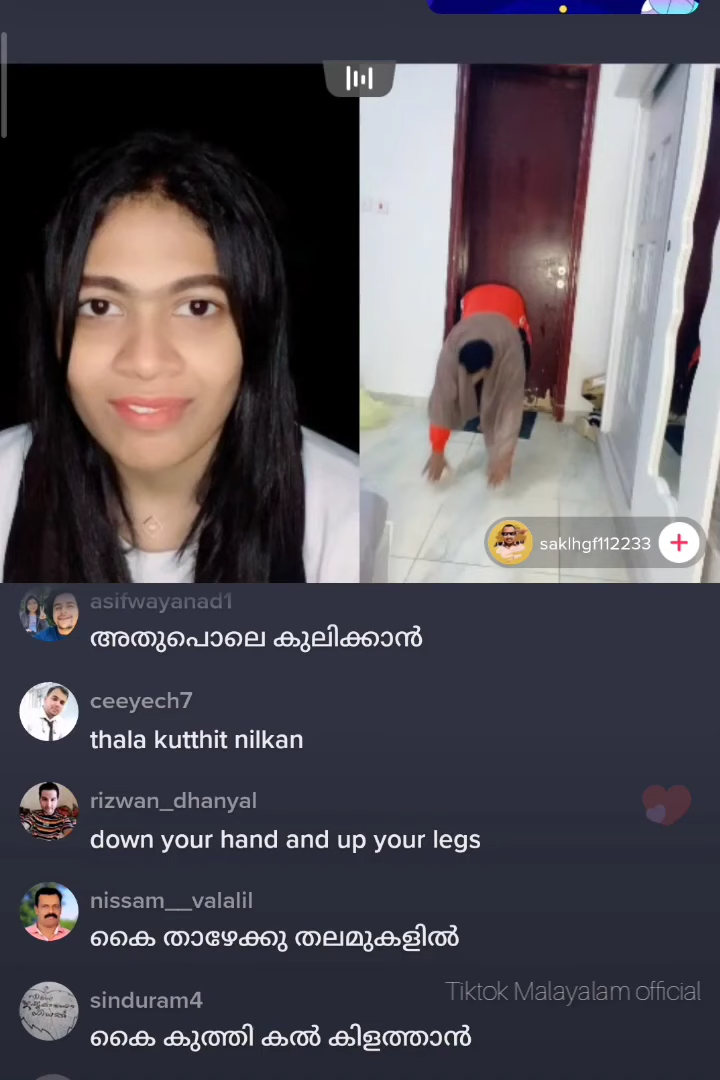 saklhgf112233
asifwayanad1
അതുപൊലെ കുലിക്കാൻ
ceeyech7
thala kutthit nilkan
rizwan_dhanyal
down your hand and up your legs
nissam__valalil
കൈ താഴേക്കു തലമുകളിൽ
sinduram4
Tiktok Malayalam official
കൈ കുത്തി കൽ കിളത്താൻ